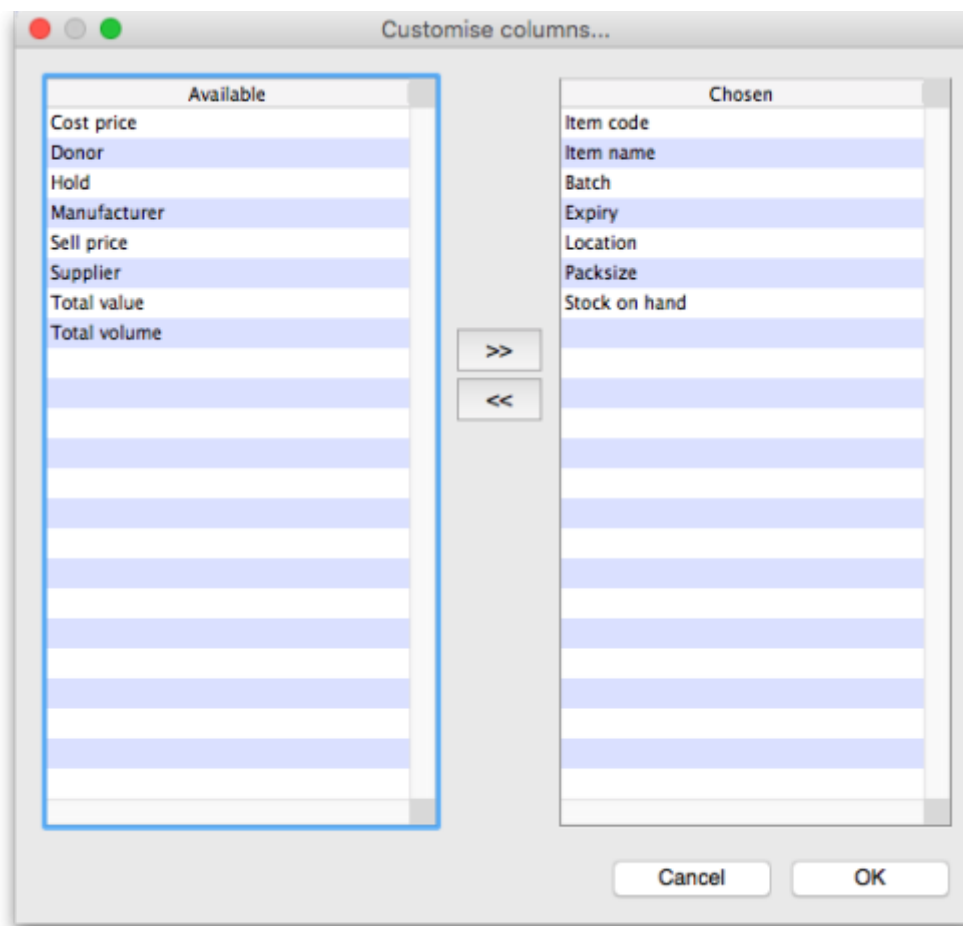 Customise columns...
Available
Cost price
Donor
Hold
Manufacturer
Sell price
Supplier
Total value
Total volume
>>
<<
Chosen
Item code
Item name
Batch
Expiry
Location
Packsize
Stock on hand
Cancel
OK